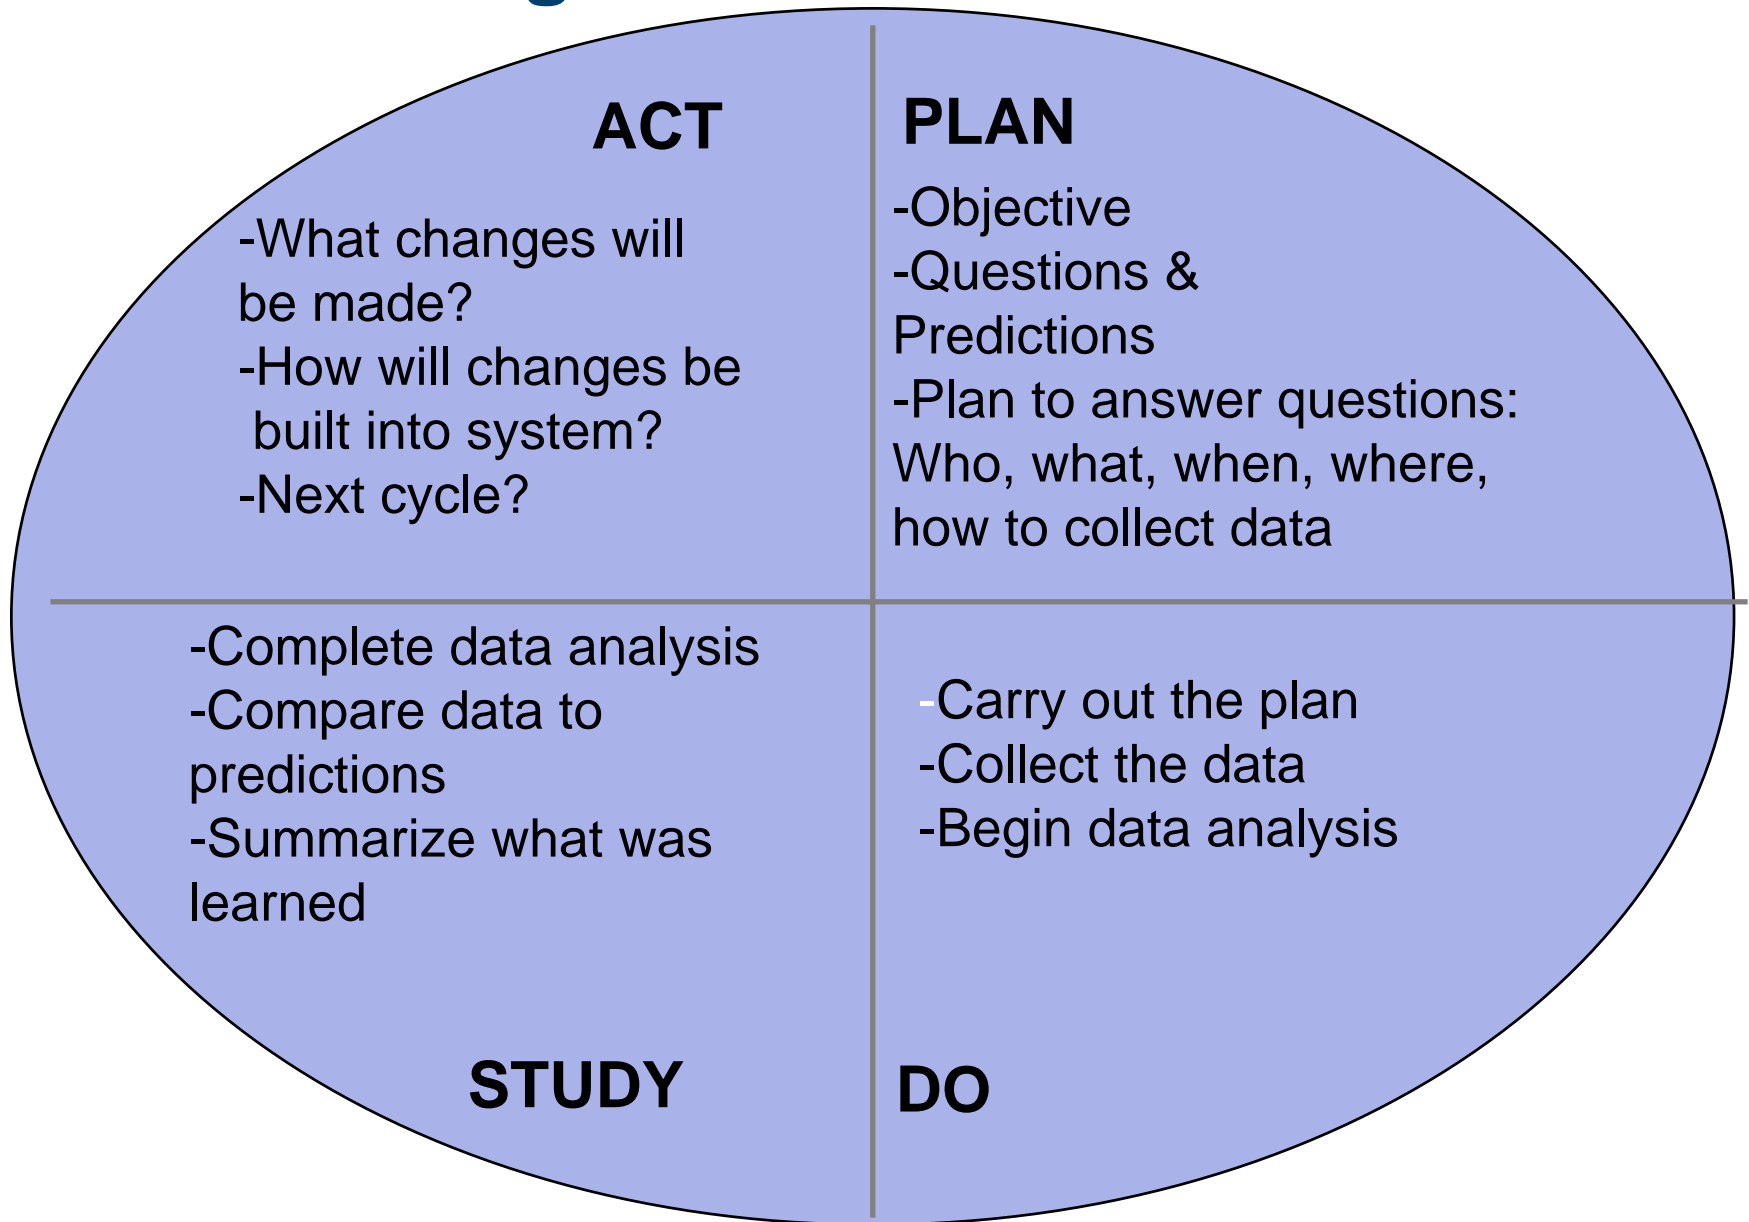 ACT
-What changes will
be made?
-How will changes be
built into system?
-Next cycle?
PLAN
-Objective
-Questions &
Predictions
-Plan to answer questions:
Who, what, when, where,
how to collect data
-Complete data analysis
-Compare data to
predictions
-Summarize what was
learned
STUDY
-Carry out the plan
-Collect the data
-Begin data analysis
DO